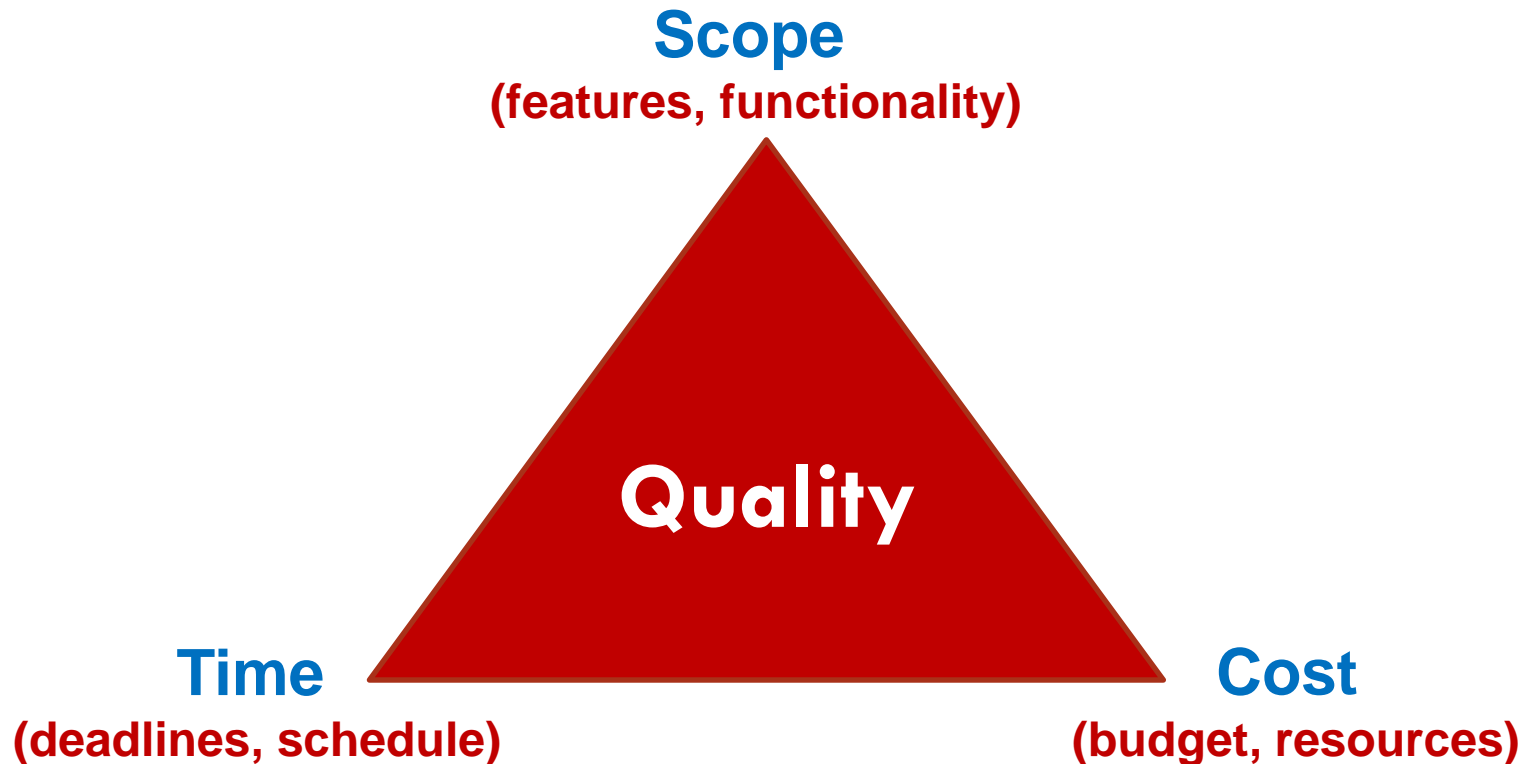 Scope
(features, functionality)
Quality
Time
(deadlines, schedule)
Cost
(budget, resources)